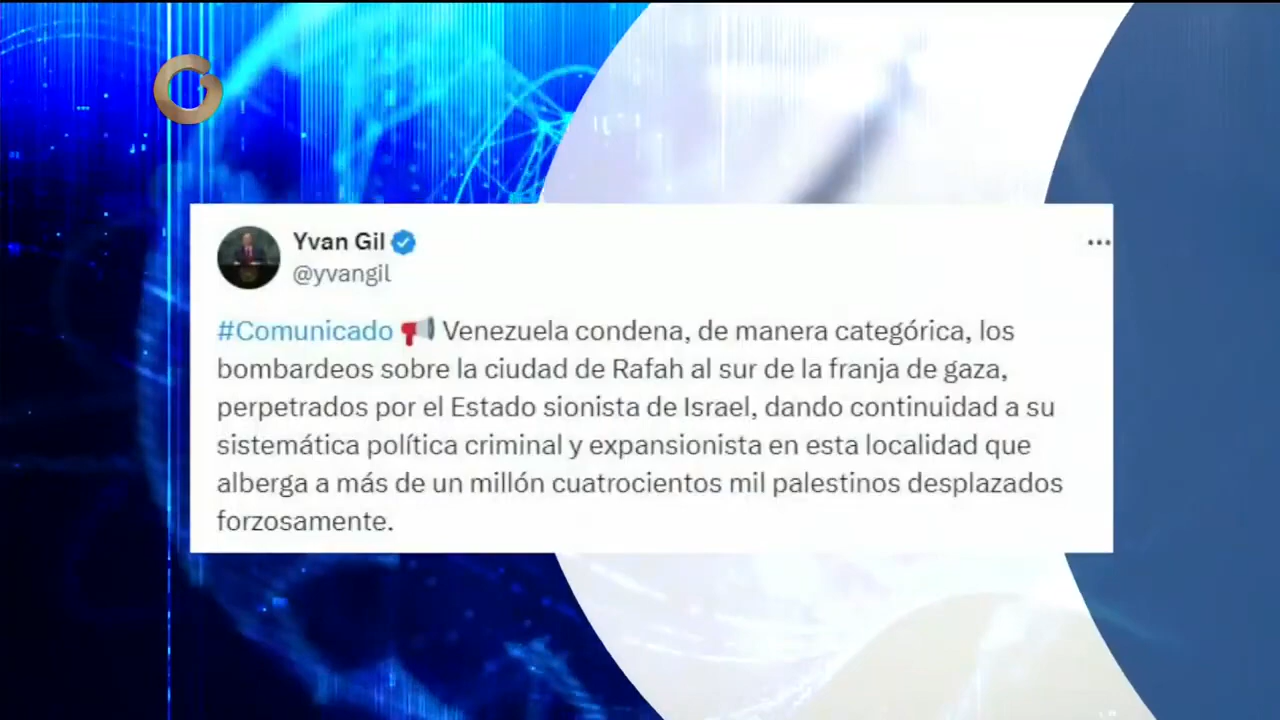 Yvan Gil
@yvangil
#Comunicado 📢 Venezuela condena, de manera categórica, los
bombardeos sobre la ciudad de Rafah al sur de la franja de gaza,
perpetrados por el Estado sionista de Israel, dando continuidad a su
sistemática política criminal y expansionista en esta localidad que
alberga a más de un millón cuatrocientos mil palestinos desplazados
forzosamente.